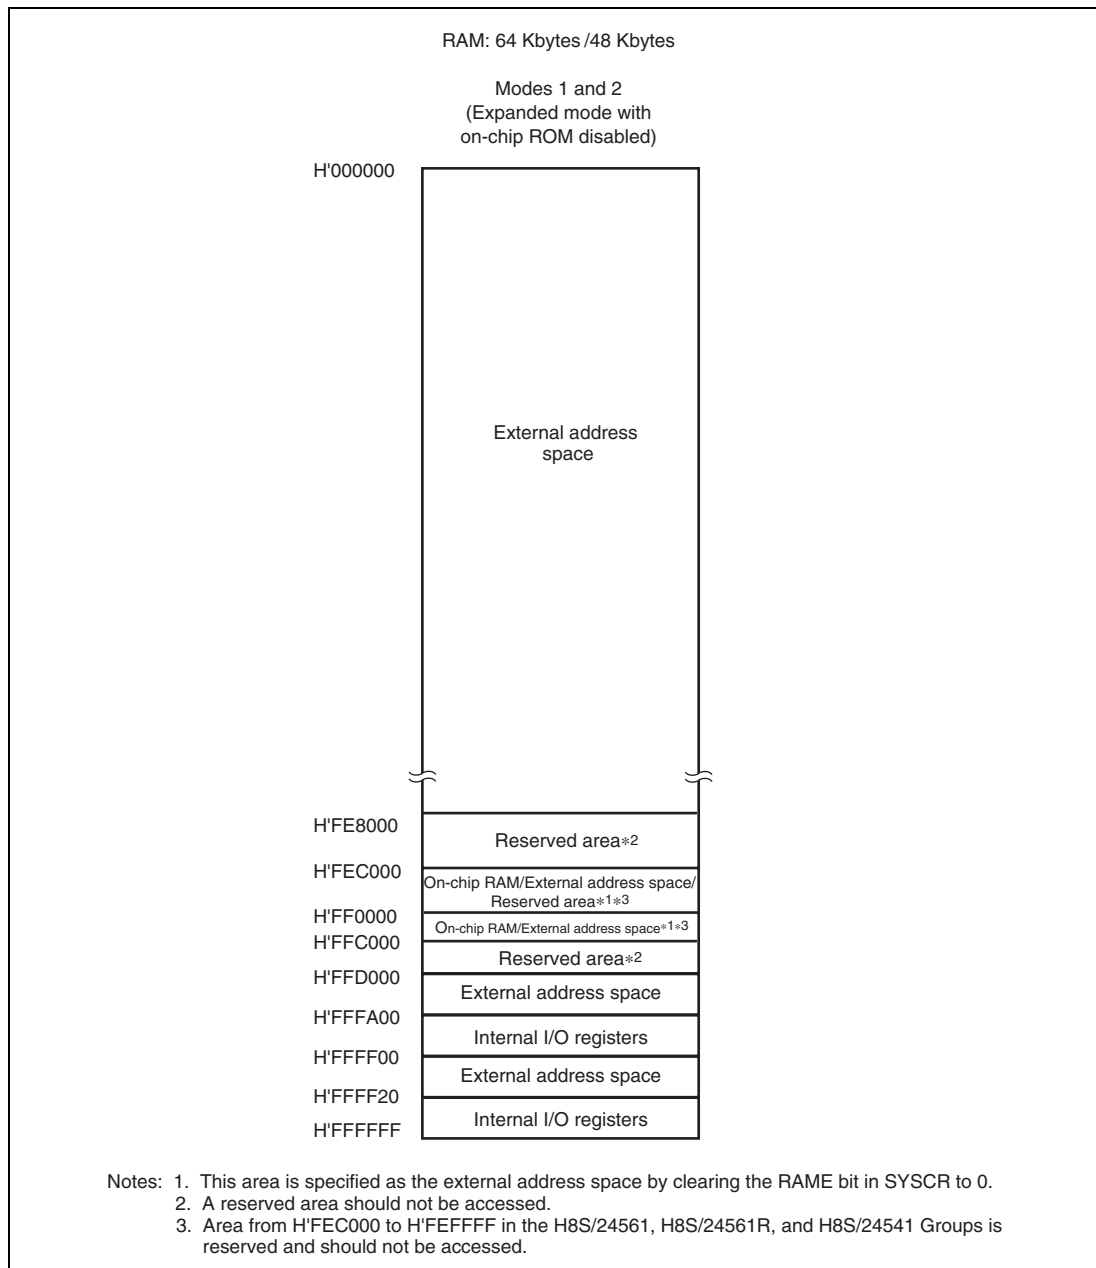 RAM: 64 Kbytes /48 Kbytes
Modes 1 and 2
(Expanded mode with
on-chip ROM disabled)
H'000000
External address
space
H'FE8000
Reserved area*2
H'FEC000
On-chip RAM/External address space/
Reserved area*1*3
H'FF0000
On-chip RAM/External address space*1*3
H'FFC000
Reserved area*2
H'FFD000
External address space
H'FFFA00
Internal I/O registers
H'FFFF00
External address space
H'FFFF20
Internal I/O registers
H'FFFFFF
Notes: 1. This area is specified as the external address space by clearing the RAME bit in SYSCR to 0.
2. A reserved area should not be accessed.
3. Area from H'FEC000 to H'FEFFFF in the H8S/24561, H8S/24561R, and H8S/24541 Groups is
reserved and should not be accessed.